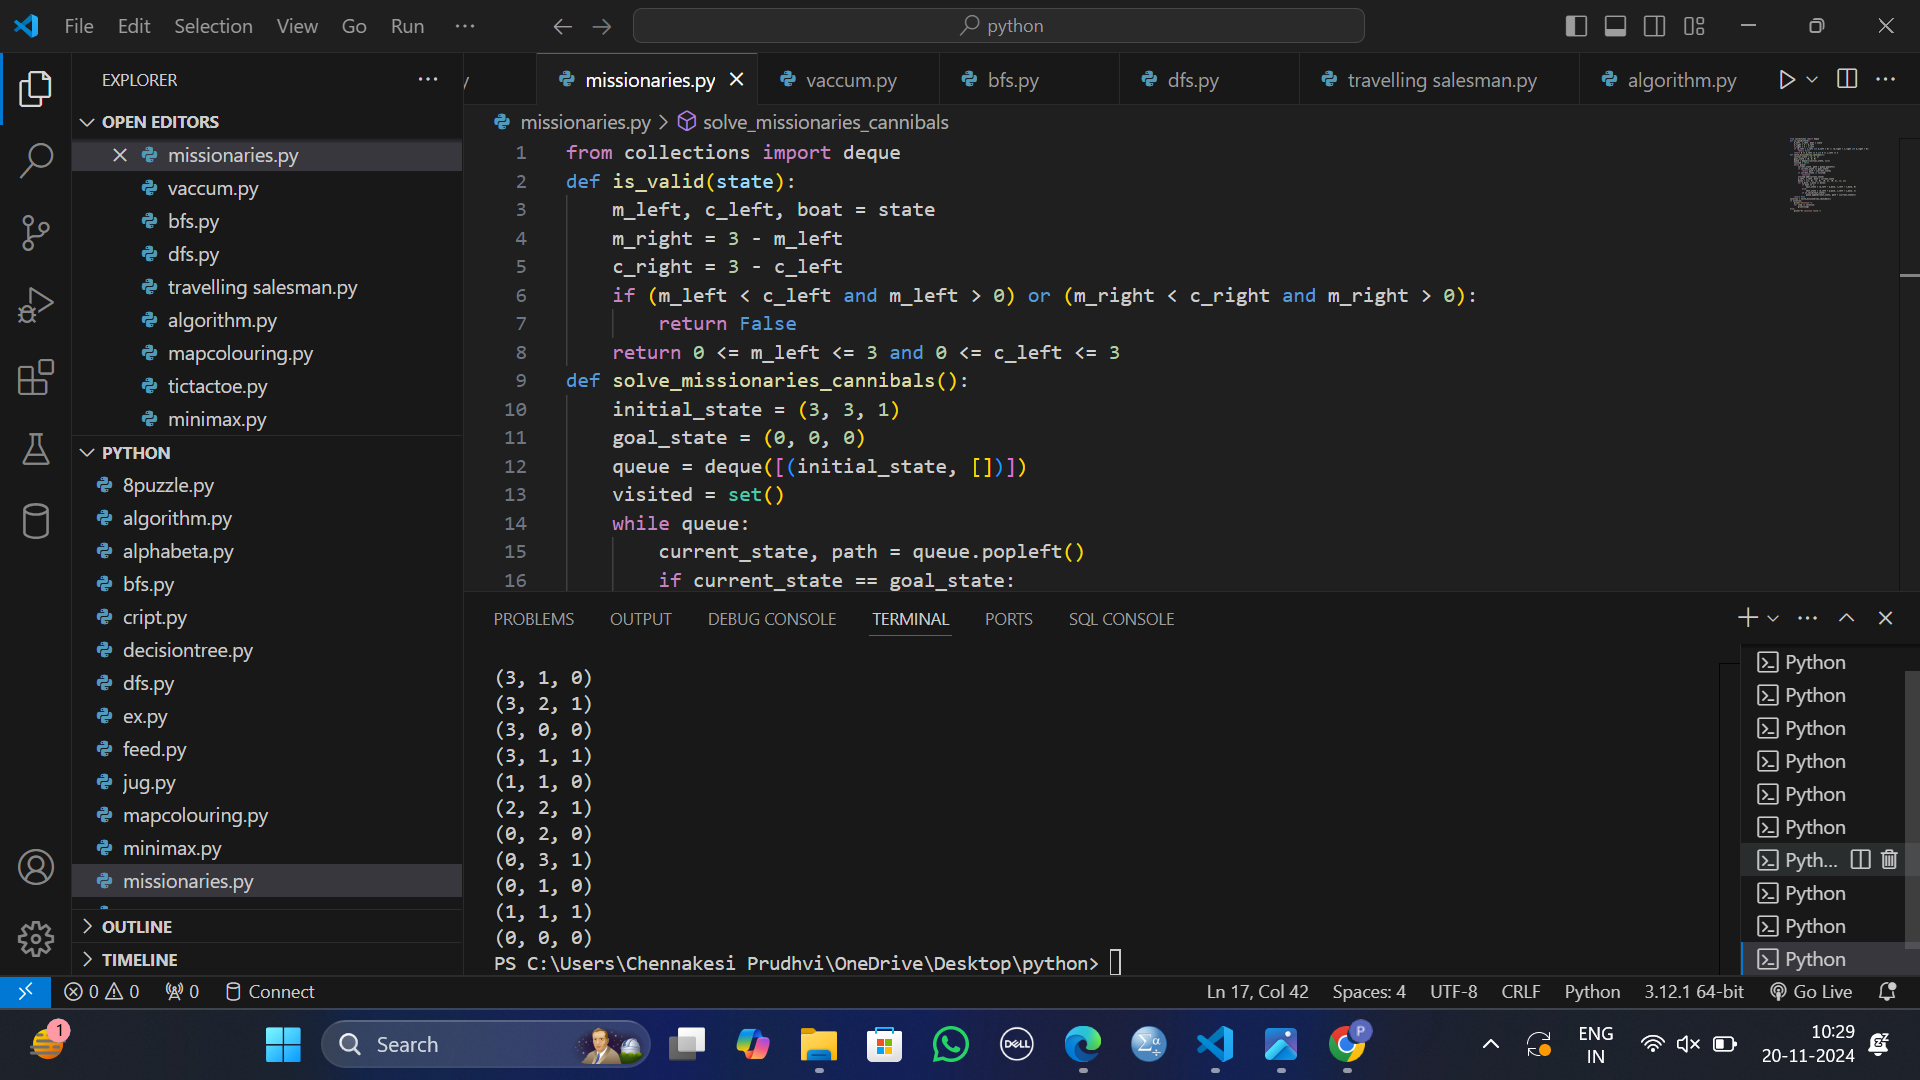 File Edit Selection View Go Run ···
python
EXPLORER
OPEN EDITORS
missionaries.py
vaccum.py
bfs.py
dfs.py
travelling salesman.py
algorithm.py
mapcolouring.py
tictactoe.py
minimax.py
PYTHON
8puzzle.py
algorithm.py
alphabeta.py
bfs.py
cript.py
decisiontree.py
dfs.py
ex.py
feed.py
jug.py
mapcolouring.py
minimax.py
missionaries.py
OUTLINE
TIMELINE
y missionaries.py vaccum.py bfs.py dfs.py travelling salesman.py algorithm.py
missionaries.py > solve_missionaries_cannibals
1 from collections import deque
2 def is_valid(state):
3 m_left, c_left, boat = state
4 m_right = 3 - m_left
5 c_right = 3 - c_left
6 if (m_left < c_left and m_left > 0) or (m_right < c_right and m_right > 0):
7 return False
8 return 0 <= m_left <= 3 and 0 <= c_left <= 3
9 def solve_missionaries_cannibals():
10 initial_state = (3, 3, 1)
11 goal_state = (0, 0, 0)
12 queue = deque([(initial_state, [])])
13 visited = set()
14 while queue:
15 current_state, path = queue.popleft()
16 if current_state == goal_state:
PROBLEMS OUTPUT DEBUG CONSOLE TERMINAL PORTS SQL CONSOLE
(3, 1, 0)
(3, 2, 1)
(3, 0, 0)
(3, 1, 1)
(1, 1, 0)
(2, 2, 1)
(0, 2, 0)
(0, 3, 1)
(0, 1, 0)
(1, 1, 1)
(0, 0, 0)
PS C:\Users\Chennakesi Prudhvi\OneDrive\Desktop\python>
Python
Python
Python
Python
Python
Python
Pyth...
Python
Python
Python
0 0 0 Connect
Ln 17, Col 42 Spaces: 4 UTF-8 CRLF Python 3.12.1 64-bit Go Live
1
Search
DELL
P
ENG
IN
10:29
20-11-2024